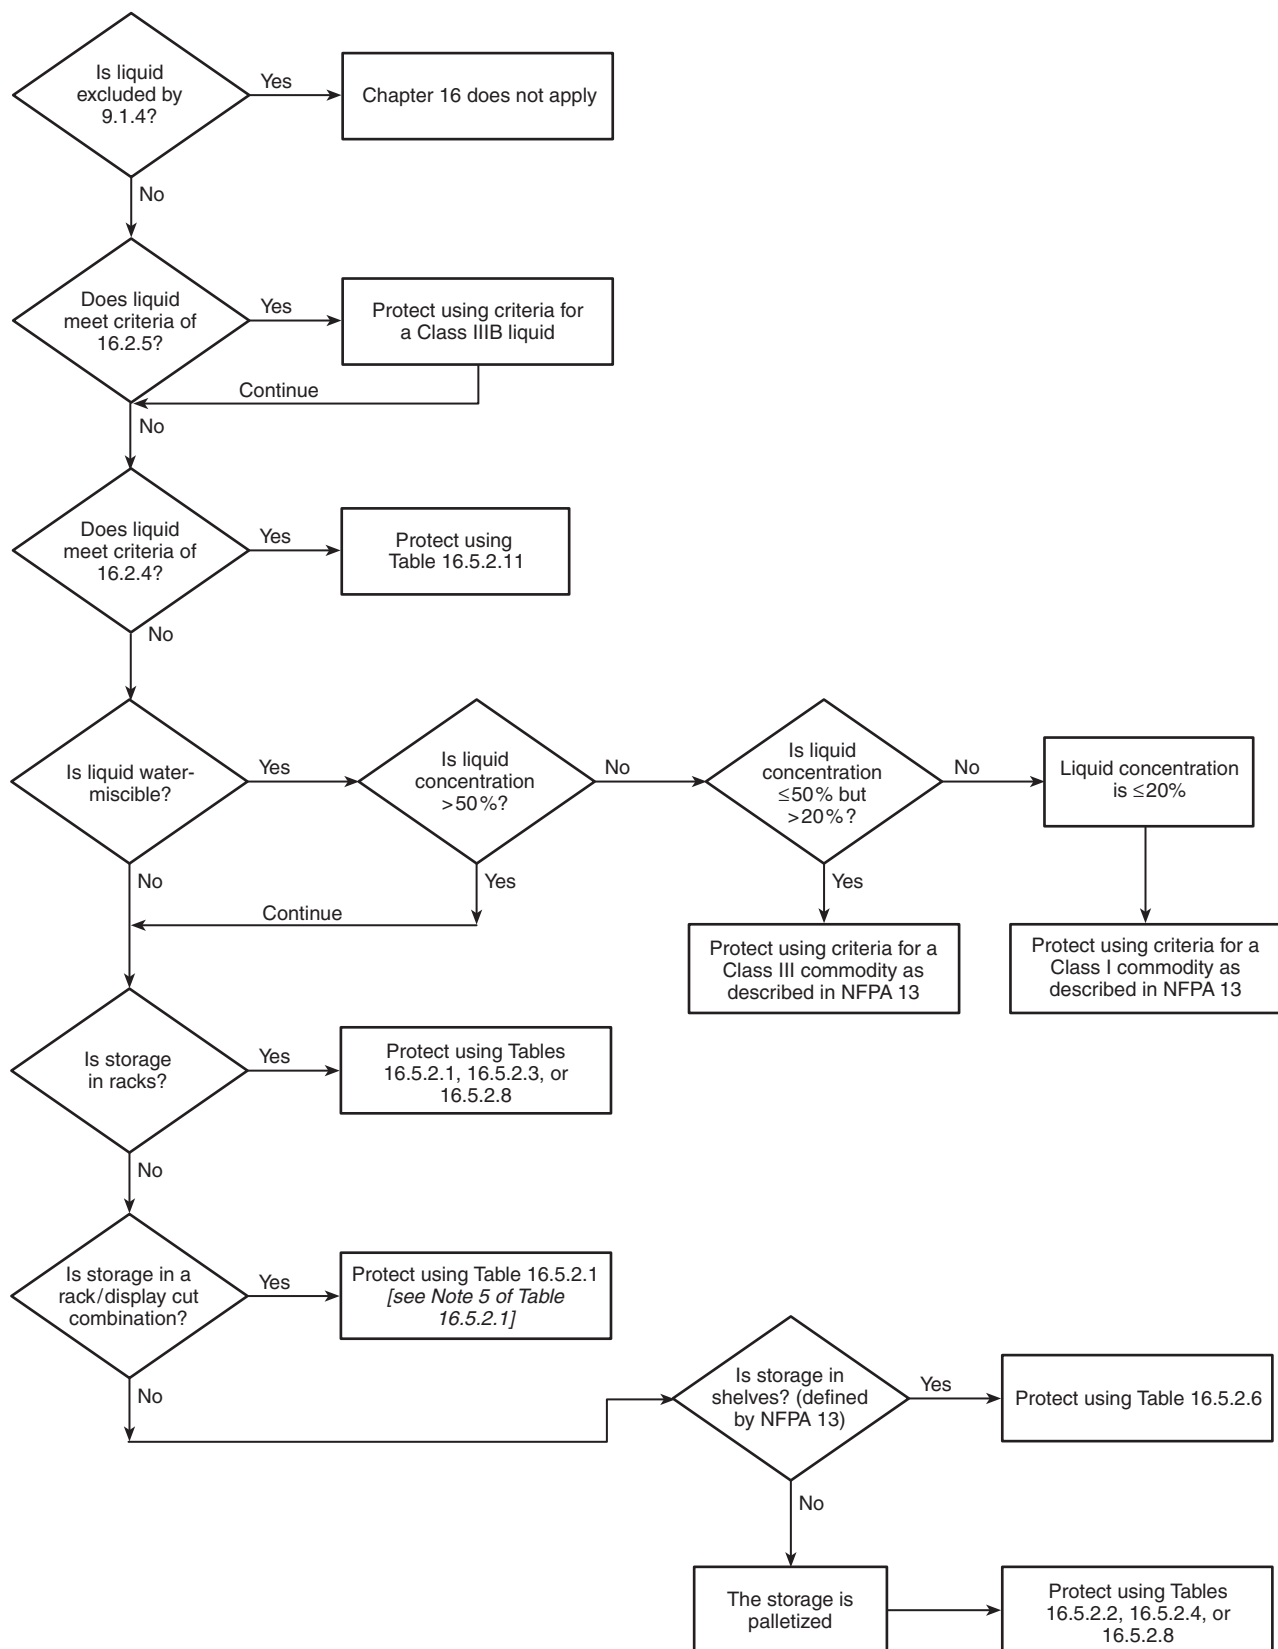 Is liquid
excluded by
9.1.4?
Yes
Chapter 16 does not apply
No
Does liquid
meet criteria of
16.2.5?
Yes
Protect using criteria for
a Class IIIB liquid
Continue
No
Does liquid
meet criteria of
16.2.4?
Yes
Protect using
Table 16.5.2.11
No
Is liquid water-
miscible?
Yes
Is liquid
concentration
>50%?
No
Is liquid
concentration
≤50% but
>20%?
No
Liquid concentration
is ≤20%
No
Yes
Yes
Continue
Protect using criteria for a
Class III commodity as
described in NFPA 13
Protect using criteria for a
Class I commodity as
described in NFPA 13
Is storage
in racks?
Yes
Protect using Tables
16.5.2.1, 16.5.2.3, or
16.5.2.8
No
Is storage in a
rack/display cut
combination?
Yes
Protect using Table 16.5.2.1
[see Note 5 of Table
16.5.2.1]
No
Is storage in
shelves? (defined
by NFPA 13)
Yes
Protect using Table 16.5.2.6
No
The storage is
palletized
Protect using Tables
16.5.2.2, 16.5.2.4, or
16.5.2.8